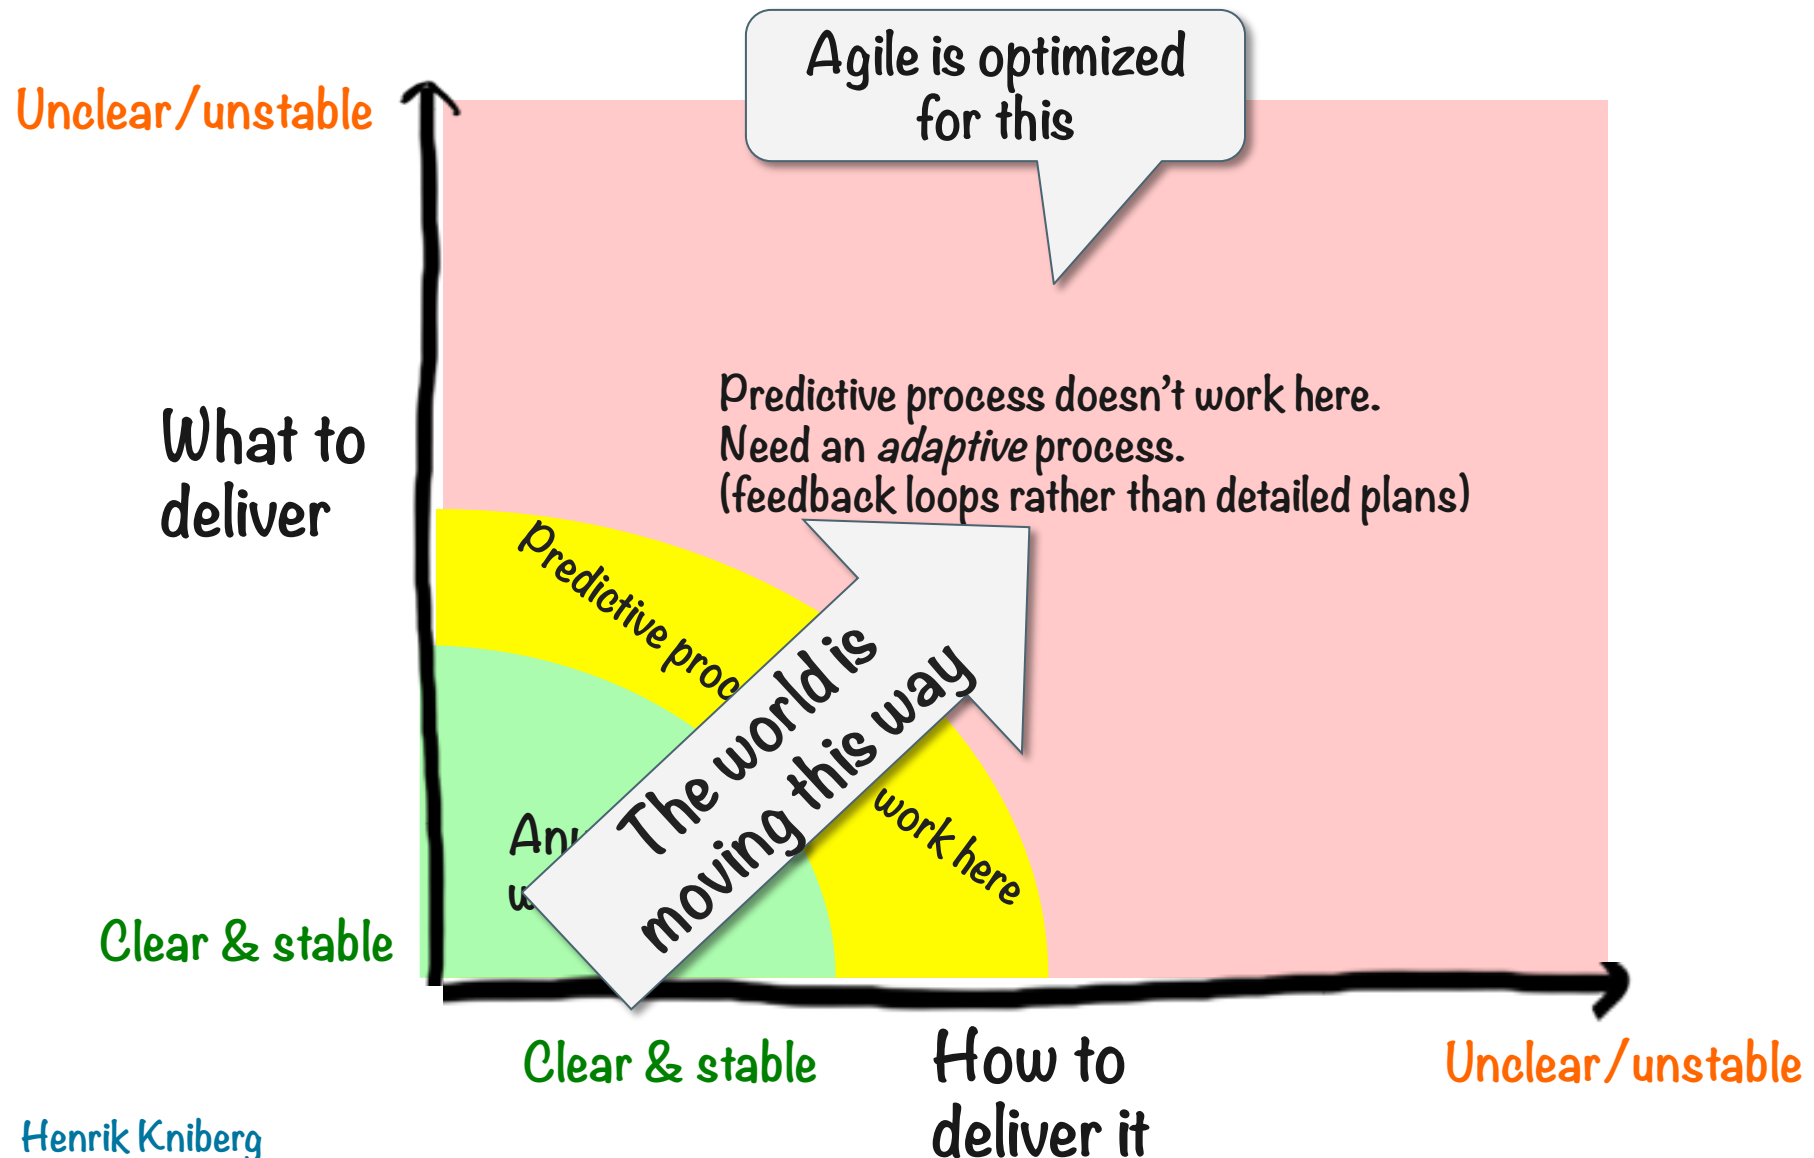 Agile is optimized
for this
Unclear/unstable
What to
deliver
Predictive process doesn't work here.
Need an adaptive process.
(feedback loops rather than detailed plans)
Predictive
work here
The world is
moving this way
Clear & stable
Clear & stable
How to
deliver it
Unclear/unstable
Henrik Kniberg